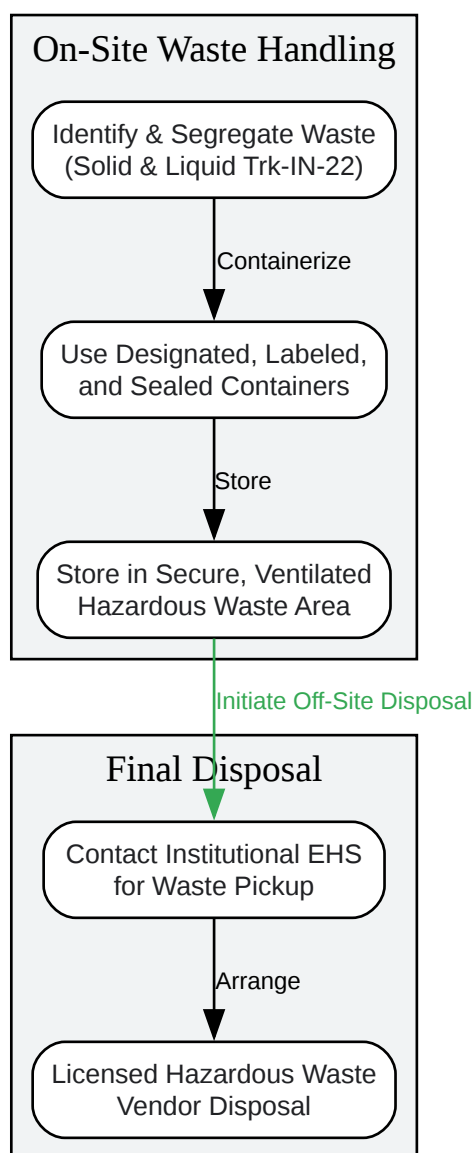 On-Site Waste Handling
Identify & Segregate Waste
(Solid & Liquid Trk-IN-22)
Containerize
Use Designated, Labeled,
and Sealed Containers
Store
Store in Secure, Ventilated
Hazardous Waste Area
Initiate Off-Site Disposal
Final Disposal
Contact Institutional EHS
for Waste Pickup
Arrange
Licensed Hazardous Waste
Vendor Disposal